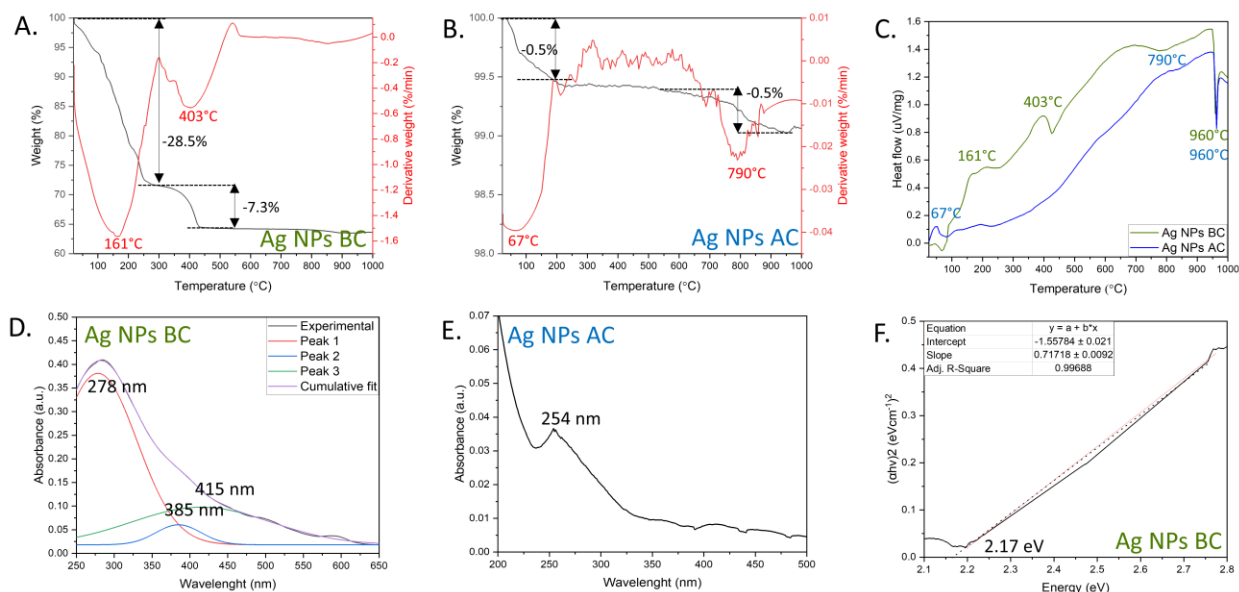 A.
100
95
90
85
80
75
70
65
60
Weight (%)
-28.5%
-7.3%
403°C
161°C
Ag NPs BC
0.0
-0.2
-0.4
-0.6
-0.8
-1.0
-1.2
-1.4
-1.6
Derivative weight (%/min)
100 200 300 400 500 600 700 800 900 1000
Temperature (°C)
B.
100.0
99.5
99.0
98.5
98.0
Weight (%)
-0.5%
-0.5%
790°C
67°C
Ag NPs AC
0.01
0.00
-0.01
-0.02
-0.03
-0.04
Derivative weight (%/min)
100 200 300 400 500 600 700 800 900 1000
Temperature (°C)
C.
1.6
1.4
1.2
1.0
0.8
0.6
0.4
0.2
0.0
Heat flow (uV/mg)
790°C
403°C
161°C
960°C
960°C
67°C
Ag NPs BC
Ag NPs AC
100 200 300 400 500 600 700 800 900 1000
Temperature (°C)
D.
Ag NPs BC
0.50
0.45
0.40
0.35
0.30
0.25
0.20
0.15
0.10
0.05
0.00
Absorbance (a.u.)
Experimental
Peak 1
Peak 2
Peak 3
Cumulative fit
278 nm
415 nm
385 nm
250 300 350 400 450 500 550 600 650
Wavelenght (nm)
E.
Ag NPs AC
0.07
0.06
0.05
0.04
0.03
0.02
0.01
0.00
Absorbance (a.u.)
254 nm
200 250 300 350 400 450 500
Wavelenght (nm)
F.
0.5
0.4
0.3
0.2
0.1
0.0
(αhν)2 (eVcm⁻¹)²
Equation y = a + b*x
Intercept -1.55784 ± 0.021
Slope 0.71718 ± 0.0092
Adj. R-Square 0.99688
2.17 eV
Ag NPs BC
2.1 2.2 2.3 2.4 2.5 2.6 2.7 2.8
Energy (eV)